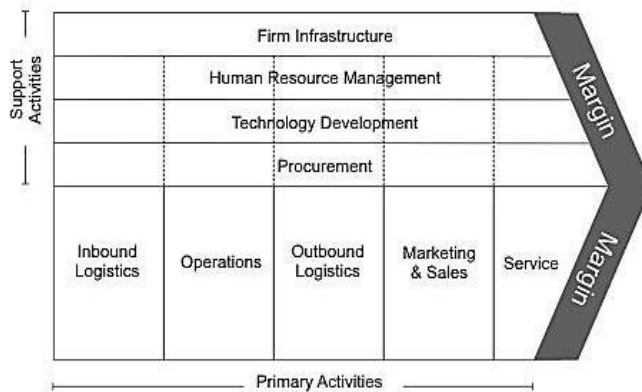 Support
Activities
Firm Infrastructure
Human Resource Management
Technology Development
Procurement
Margin
Inbound
Logistics
Operations
Outbound
Logistics
Marketing
& Sales
Service
Margin
Primary Activities